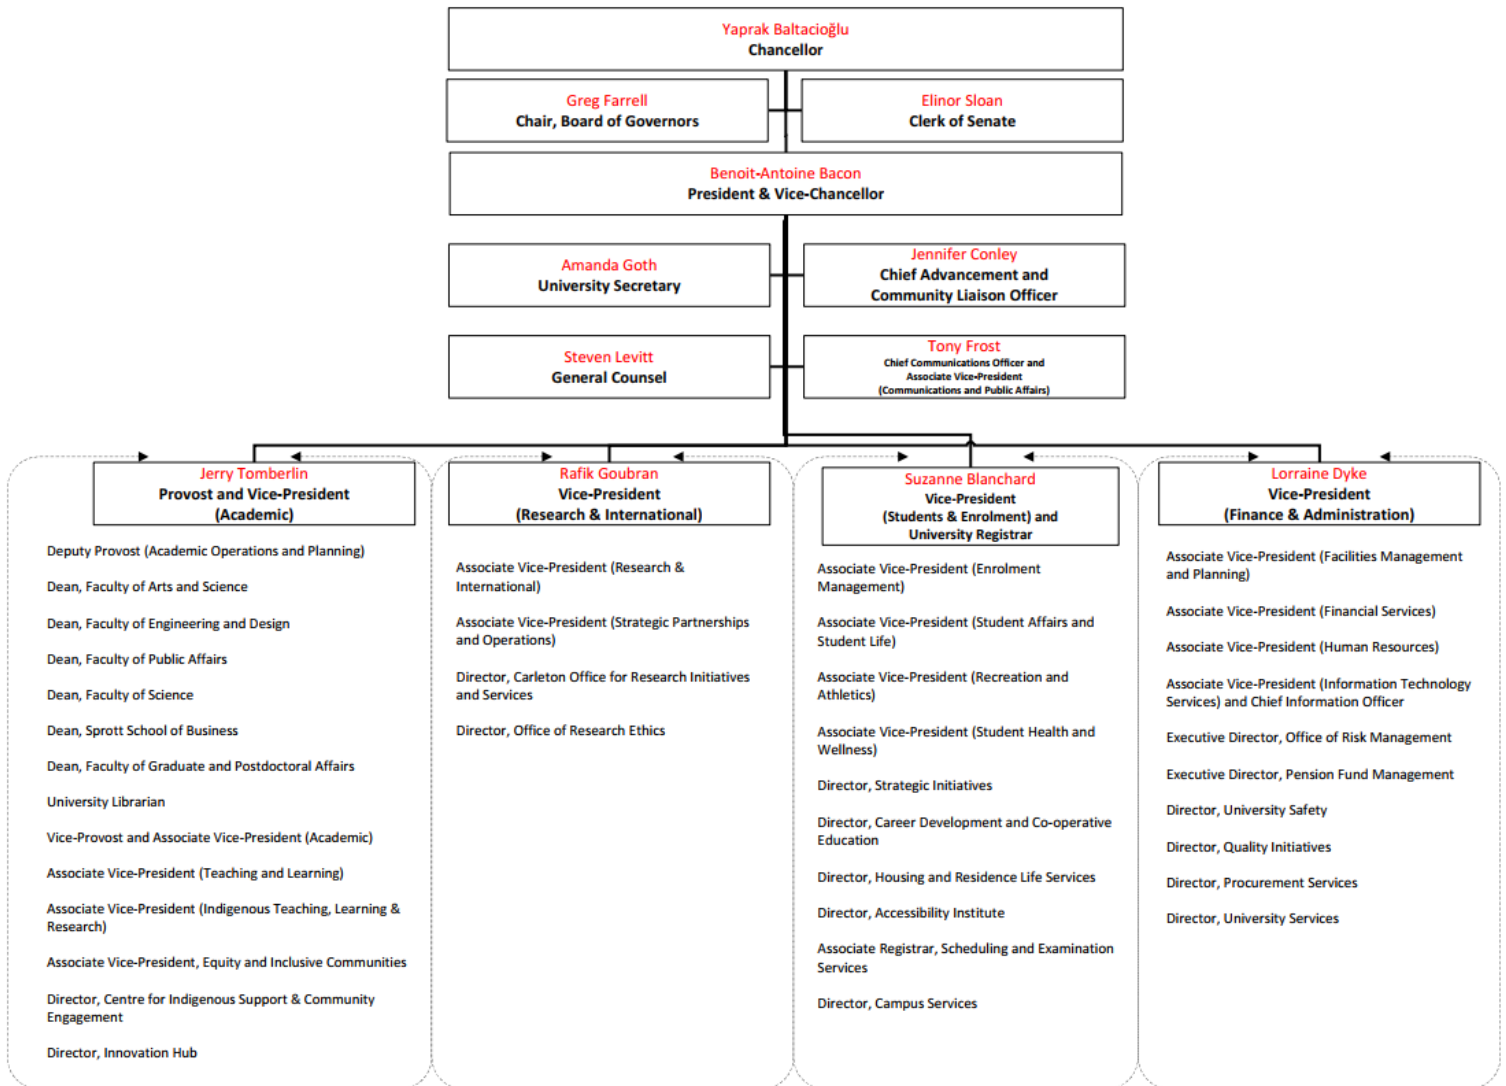 Yaprak Baltacioğlu
Chancellor
Greg Farrell
Chair, Board of Governors
Elinor Sloan
Clerk of Senate
Benoit-Antoine Bacon
President & Vice-Chancellor
Amanda Goth
University Secretary
Jennifer Conley
Chief Advancement and
Community Liaison Officer
Steven Levitt
General Counsel
Tony Frost
Chief Communications Officer and
Associate Vice-President
(Communications and Public Affairs)
Jerry Tomberlin
Provost and Vice-President
(Academic)
Deputy Provost (Academic Operations and Planning)
Dean, Faculty of Arts and Science
Dean, Faculty of Engineering and Design
Dean, Faculty of Public Affairs
Dean, Faculty of Science
Dean, Sprott School of Business
Dean, Faculty of Graduate and Postdoctoral Affairs
University Librarian
Vice-Provost and Associate Vice-President (Academic)
Associate Vice-President (Teaching and Learning)
Associate Vice-President (Indigenous Teaching, Learning &
Research)
Associate Vice-President, Equity and Inclusive Communities
Director, Centre for Indigenous Support & Community
Engagement
Director, Innovation Hub
Rafik Goubran
Vice-President
(Research & International)
Associate Vice-President (Research &
International)
Associate Vice-President (Strategic Partnerships
and Operations)
Director, Carleton Office for Research Initiatives
and Services
Director, Office of Research Ethics
Suzanne Blanchard
Vice-President
(Students & Enrolment) and
University Registrar
Associate Vice-President (Enrolment
Management)
Associate Vice-President (Student Affairs and
Student Life)
Associate Vice-President (Recreation and
Athletics)
Associate Vice-President (Student Health and
Wellness)
Director, Strategic Initiatives
Director, Career Development and Co-operative
Education
Director, Housing and Residence Life Services
Director, Accessibility Institute
Associate Registrar, Scheduling and Examination
Services
Director, Campus Services
Lorraine Dyke
Vice-President
(Finance & Administration)
Associate Vice-President (Facilities Management
and Planning)
Associate Vice-President (Financial Services)
Associate Vice-President (Human Resources)
Associate Vice-President (Information Technology
Services) and Chief Information Officer
Executive Director, Office of Risk Management
Executive Director, Pension Fund Management
Director, University Safety
Director, Quality Initiatives
Director, Procurement Services
Director, University Services